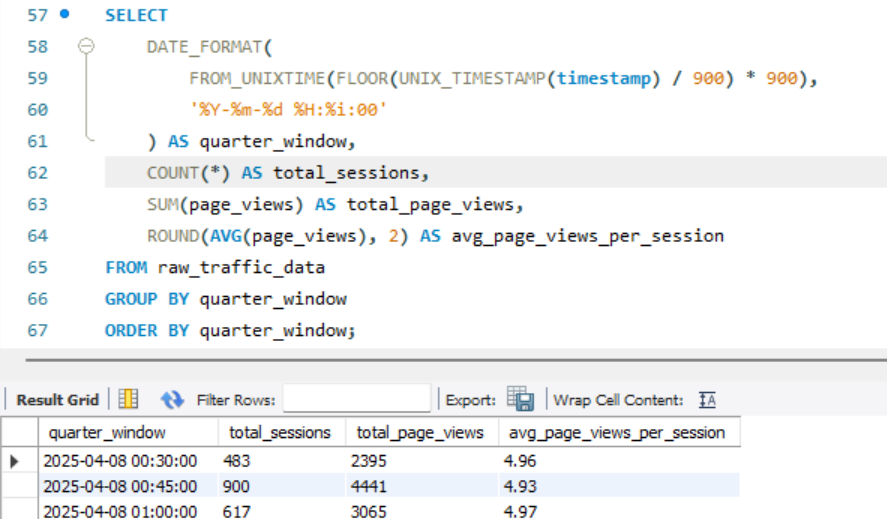 57 SELECT
58 DATE_FORMAT(
59 FROM_UNIXTIME(FLOOR(UNIX_TIMESTAMP(timestamp) / 900) * 900),
60 '%Y-%m-%d %H:%i:00'
61 ) AS quarter_window,
62 COUNT(*) AS total_sessions,
63 SUM(page_views) AS total_page_views,
64 ROUND(AVG(page_views), 2) AS avg_page_views_per_session
65 FROM raw_traffic_data
66 GROUP BY quarter_window
67 ORDER BY quarter_window;
Result Grid Filter Rows: Export: Wrap Cell Content: IA
quarter_window total_sessions total_page_views avg_page_views_per_session
2025-04-08 00:30:00 483 2395 4.96
2025-04-08 00:45:00 900 4441 4.93
2025-04-08 01:00:00 617 3065 4.97